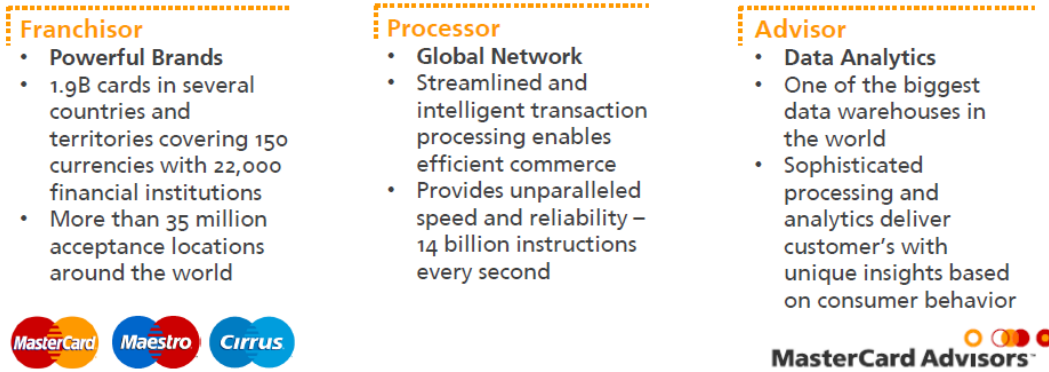 Franchisor
• Powerful Brands
• 1.9B cards in several
countries and
territories covering 150
currencies with 22,000
financial institutions
• More than 35 million
acceptance locations
around the world
MasterCard Maestro Cirrus
Processor
• Global Network
• Streamlined and
intelligent transaction
processing enables
efficient commerce
• Provides unparalleled
speed and reliability –
14 billion instructions
every second
Advisor
• Data Analytics
• One of the biggest
data warehouses in
the world
• Sophisticated
processing and
analytics deliver
customer's with
unique insights based
on consumer behavior
MasterCard Advisors